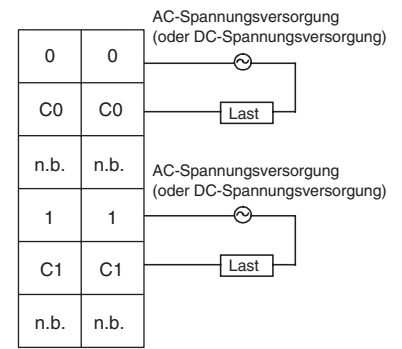 AC-Spannungsversorgung
(oder DC-Spannungsversorgung)
0 0
C0 C0
Last
n.b. n.b.
AC-Spannungsversorgung
(oder DC-Spannungsversorgung)
1 1
C1 C1
Last
n.b. n.b.